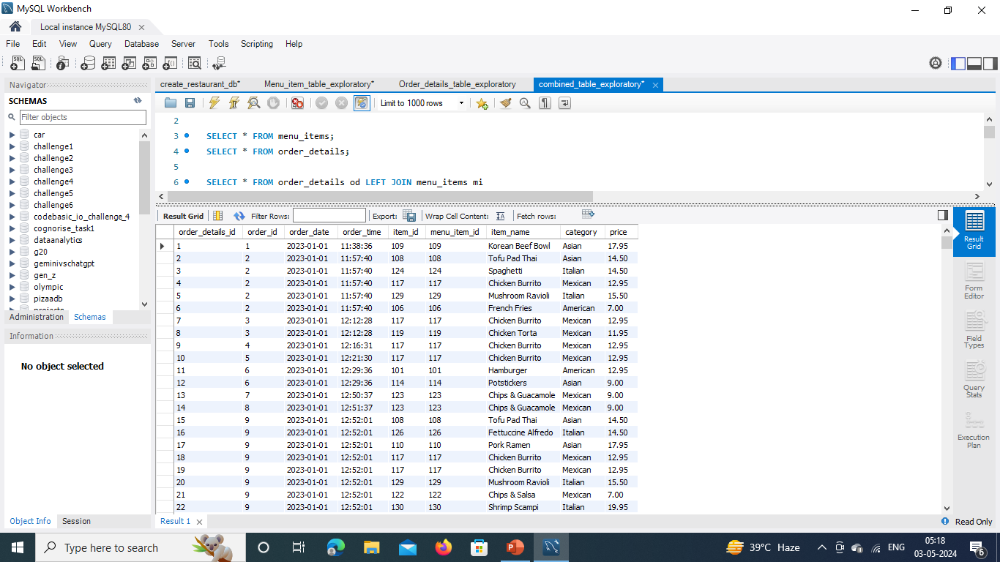 MySQL Workbench
Local instance MySQL80
File Edit View Query Database Server Tools Scripting Help
Navigator
SCHEMAS
Filter objects
car
challenge1
challenge2
challenge3
challenge4
challenge5
challenge6
codebasic_io_challenge_4
cognorise_task1
dataanalytics
g20
geminivschatgpt
gen_z
olympic
pizaadb
Administration Schemas
Information
No object selected
Object Info Session
create_restaurant_db* Menu_item_table_exploratory* Order_details_table_exploratory combined_table_exploratory*
Limit to 1000 rows
2
3 SELECT * FROM menu_items;
4 SELECT * FROM order_details;
5
6 SELECT * FROM order_details od LEFT JOIN menu_items mi
Result Grid Filter Rows: Export: Wrap Cell Content: Fetch rows:
order_details_id order_id order_date order_time item_id menu_item_id item_name category price
1 1 2023-01-01 11:38:36 109 109 Korean Beef Bowl Asian 17.95
2 2 2023-01-01 11:57:40 108 108 Tofu Pad Thai Asian 14.50
3 2 2023-01-01 11:57:40 124 124 Spaghetti Italian 14.50
4 2 2023-01-01 11:57:40 117 117 Chicken Burrito Mexican 12.95
5 2 2023-01-01 11:57:40 129 129 Mushroom Ravioli Italian 15.50
6 2 2023-01-01 11:57:40 106 106 French Fries American 7.00
7 3 2023-01-01 12:12:28 117 117 Chicken Burrito Mexican 12.95
8 3 2023-01-01 12:12:28 119 119 Chicken Torta Mexican 11.95
9 4 2023-01-01 12:16:31 117 117 Chicken Burrito Mexican 12.95
10 5 2023-01-01 12:21:30 117 117 Chicken Burrito Mexican 12.95
11 6 2023-01-01 12:29:36 101 101 Hamburger American 12.95
12 6 2023-01-01 12:29:36 114 114 Potstickers Asian 9.00
13 7 2023-01-01 12:50:37 123 123 Chips & Guacamole Mexican 9.00
14 8 2023-01-01 12:51:37 123 123 Chips & Guacamole Mexican 9.00
15 9 2023-01-01 12:52:01 108 108 Tofu Pad Thai Asian 14.50
16 9 2023-01-01 12:52:01 126 126 Fettuccine Alfredo Italian 14.50
17 9 2023-01-01 12:52:01 110 110 Pork Ramen Asian 17.95
18 9 2023-01-01 12:52:01 117 117 Chicken Burrito Mexican 12.95
19 9 2023-01-01 12:52:01 117 117 Chicken Burrito Mexican 12.95
20 9 2023-01-01 12:52:01 129 129 Mushroom Ravioli Italian 15.50
21 9 2023-01-01 12:52:01 122 122 Chips & Salsa Mexican 7.00
22 9 2023-01-01 12:52:01 130 130 Shrimp Scampi Italian 19.95
Result
Grid
Form
Editor
Field
Types
Query
Stats
Execution
Plan
Result 1
Read Only
Type here to search
39°C Haze
ENG
05:18
03-05-2024
6